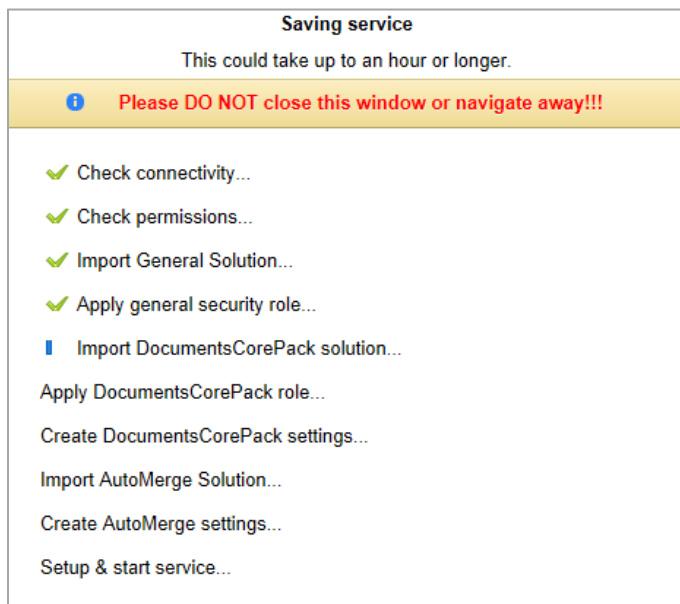 Saving service
This could take up to an hour or longer.
Please DO NOT close this window or navigate away!!!
Check connectivity...
Check permissions...
Import General Solution...
Apply general security role...
Import DocumentsCorePack solution...
Apply DocumentsCorePack role...
Create DocumentsCorePack settings...
Import AutoMerge Solution...
Create AutoMerge settings...
Setup & start service...